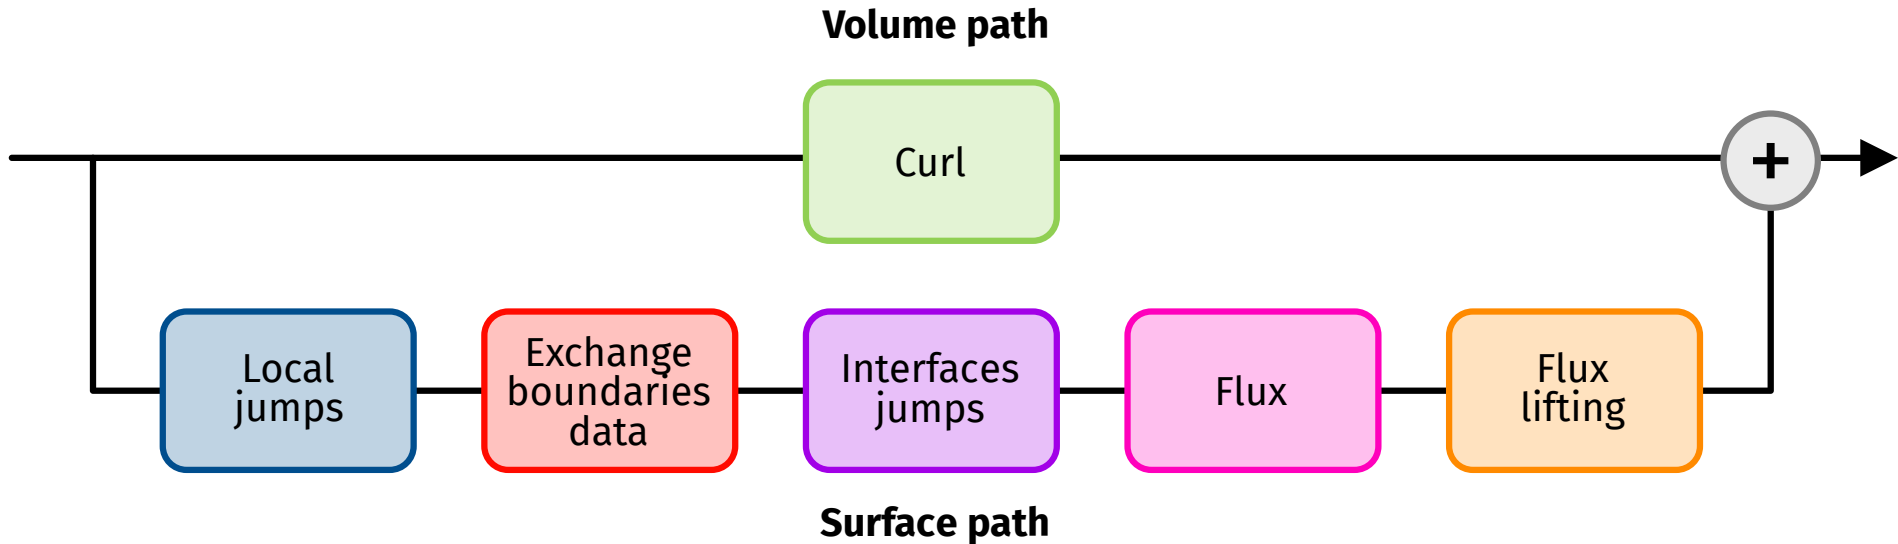 Volume path
Curl
+
Local
jumps
Exchange
boundaries
data
Interfaces
jumps
Flux
Flux
lifting
Surface path